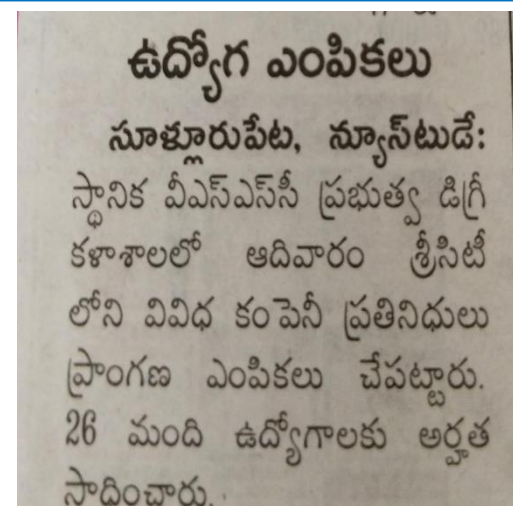 ఉద్యోగ ఎంపికలు
సూళ్లూరుపేట, న్యూస్‌టుడే:
స్థానిక వీఎస్ఎస్‌సీ ప్రభుత్వ డిగ్రీ
కళాశాలలో ఆదివారం శ్రీసిటీ
లోని వివిధ కంపెనీ ప్రతినిధులు
ప్రాంగణ ఎంపికలు చేపట్టారు.
26 మంది ఉద్యోగాలకు అర్హత
సాధించారు.